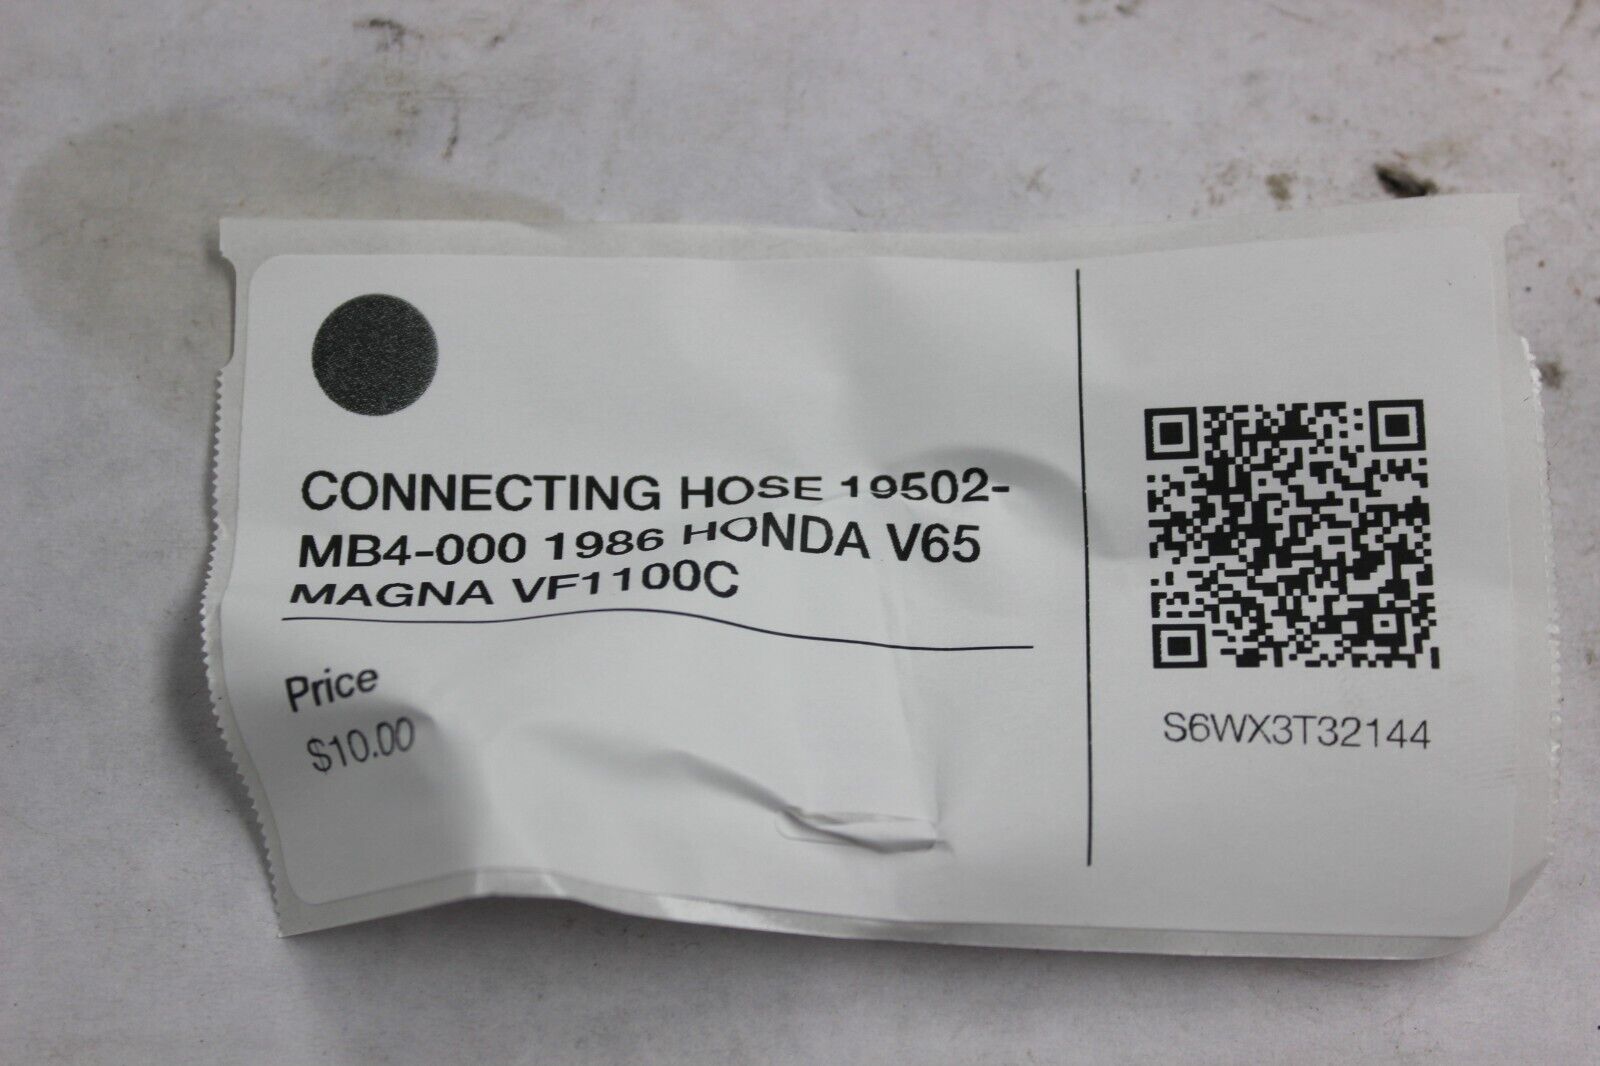 CONNECTING HOSE 19502-
MB4-000 1986 HONDA V65
MAGNA VF1100C
Price
$10.00
S6WX3T32144